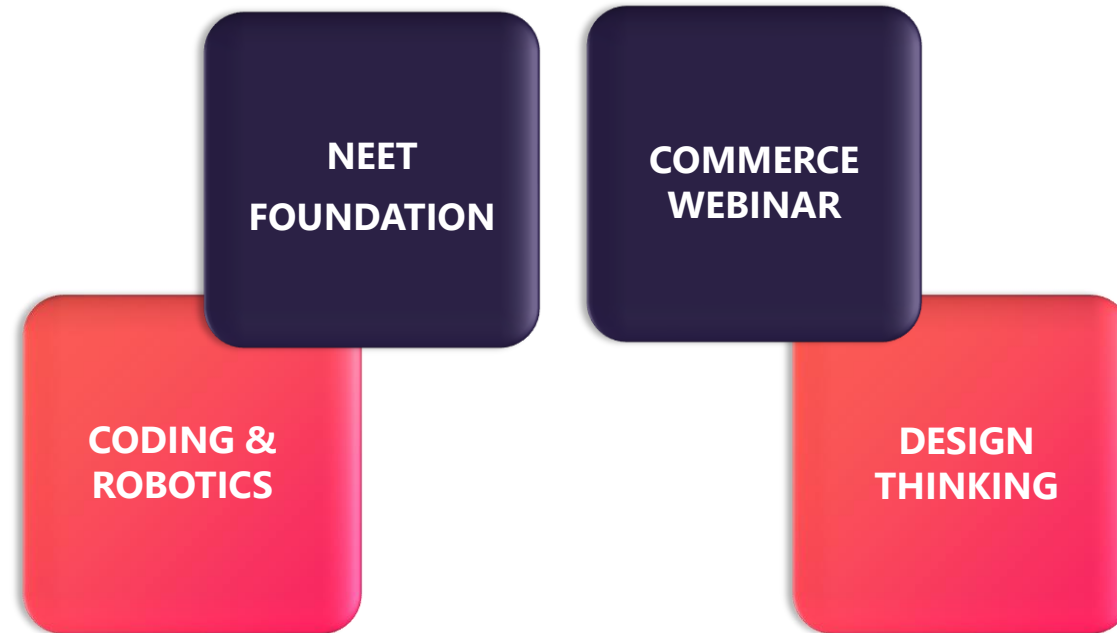 NEET
FOUNDATION
COMMERCE
WEBINAR
CODING &
ROBOTICS
DESIGN
THINKING